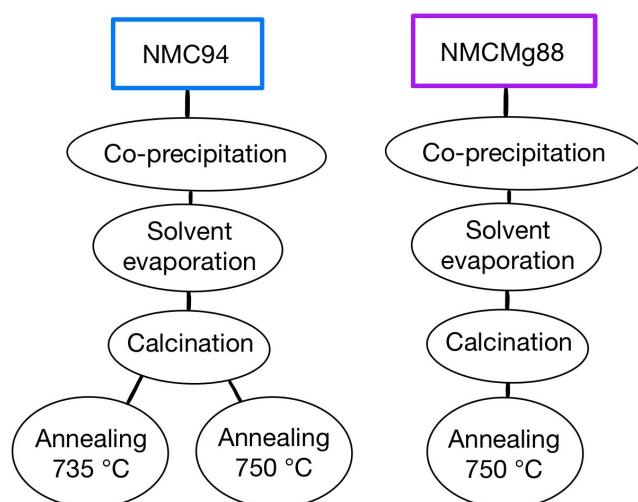 NMC94
NMCMg88
Co-precipitation
Co-precipitation
Solvent
evaporation
Solvent
evaporation
Calcination
Calcination
Annealing
735 °C
Annealing
750 °C
Annealing
750 °C